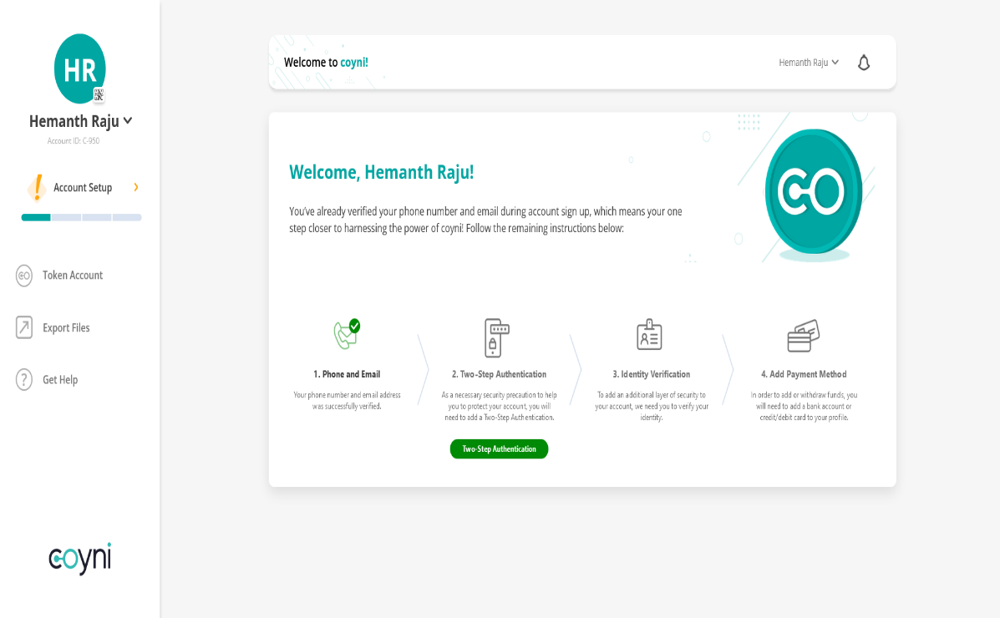 HR
Hemanth Raju
Account ID: C-950
Account Setup
Token Account
Export Files
Get Help
coyni
Welcome to coyni!
Hemanth Raju
Welcome, Hemanth Raju!
You've already verified your phone number and email during account sign up, which means your one
step closer to harnessing the power of coyni! Follow the remaining instructions below:
1. Phone and Email
Your phone number and email address
was successfully verified.
2. Two-Step Authentication
As a necessary security precaution to help
you to protect your account, you will
need to add a Two-Step Authentication.
Two-Step Authentication
3. Identity Verification
To add an additional layer of security to
your account, we need you to verify your
identity.
4. Add Payment Method
In order to add or withdraw funds, you
will need to add a bank account or
credit/debit card to your profile.